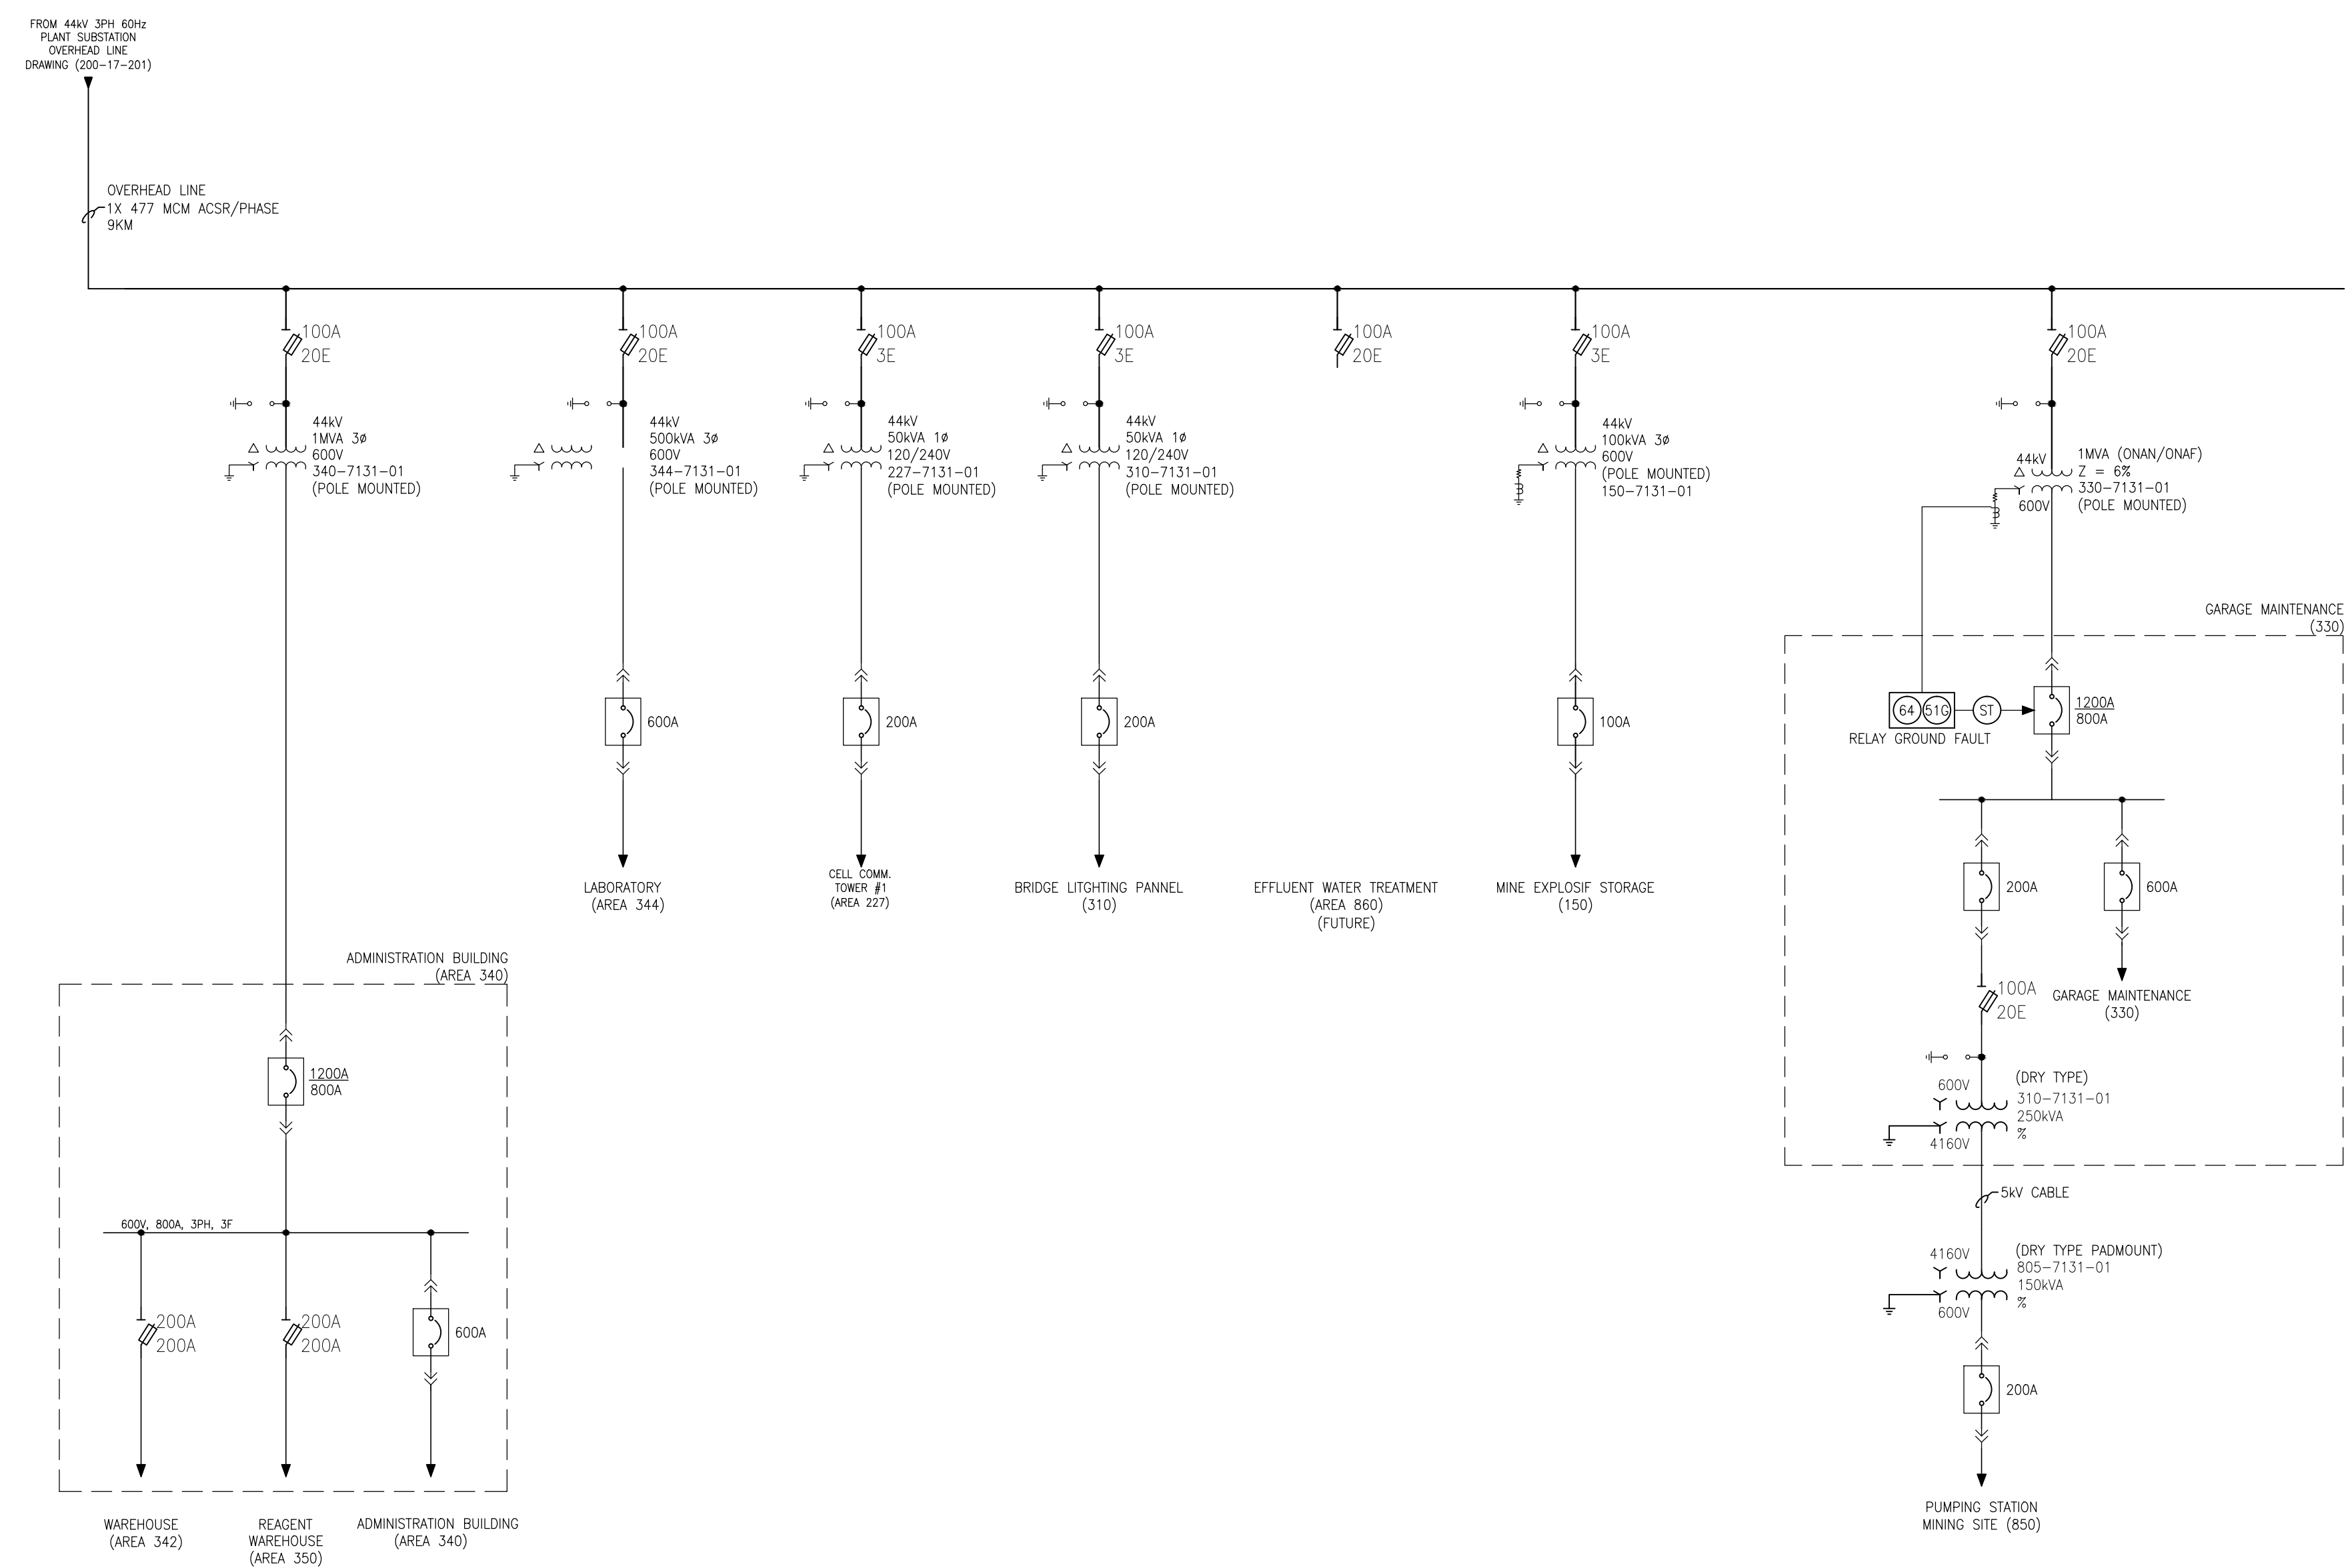 FROM 44kV 3PH 60Hz
PLANT SUBSTATION
OVERHEAD LINE
DRAWING (200-17-201)
OVERHEAD LINE
1X 477 MCM ACSR/PHASE
9KM
100A
20E
44kV
1MVA 3ø
600V
340-7131-01
(POLE MOUNTED)
100A
20E
44kV
500kVA 3ø
600V
344-7131-01
(POLE MOUNTED)
100A
3E
44kV
50kVA 1ø
120/240V
227-7131-01
(POLE MOUNTED)
100A
3E
44kV
50kVA 1ø
120/240V
310-7131-01
(POLE MOUNTED)
100A
20E
100A
3E
44kV
100kVA 3ø
600V
(POLE MOUNTED)
150-7131-01
100A
20E
44kV
1MVA (ONAN/ONAF)
Z = 6%
330-7131-01
600V
(POLE MOUNTED)
600A
LABORATORY
(AREA 344)
200A
CELL COMM.
TOWER #1
(AREA 227)
200A
BRIDGE LITGHTING PANNEL
(310)
EFFLUENT WATER TREATMENT
(AREA 860)
(FUTURE)
100A
MINE EXPLOSIF STORAGE
(150)
GARAGE MAINTENANCE
(330)
64
51G
ST
RELAY GROUND FAULT
1200A
800A
200A
600A
100A
20E
GARAGE MAINTENANCE
(330)
600V
(DRY TYPE)
310-7131-01
250kVA
%
4160V
5kV CABLE
4160V
(DRY TYPE PADMOUNT)
805-7131-01
150kVA
%
600V
200A
PUMPING STATION
MINING SITE (850)
ADMINISTRATION BUILDING
(AREA 340)
1200A
800A
600V, 800A, 3PH, 3F
200A
200A
200A
200A
600A
WAREHOUSE
(AREA 342)
REAGENT
WAREHOUSE
(AREA 350)
ADMINISTRATION BUILDING
(AREA 340)